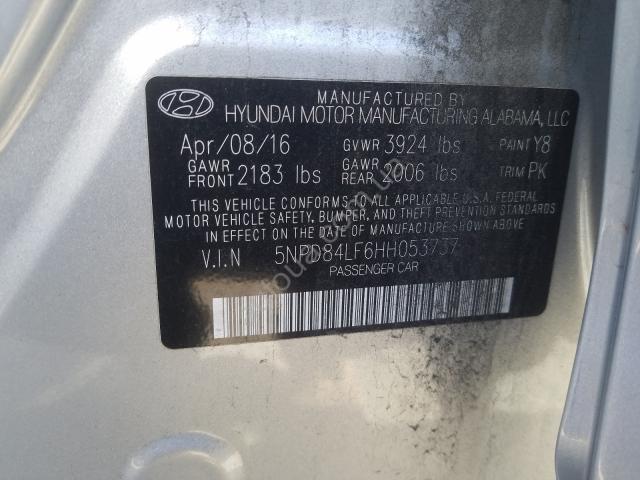 MANUFACTURED BY
HYUNDAI MOTOR MANUFACTURING ALABAMA, LLC
Apr/08/16 GVWR 3924 lbs PAINT Y8
GAWR FRONT 2183 lbs GAWR REAR 2006 lbs TRIM PK
THIS VEHICLE CONFORMS TO ALL APPLICABLE U.S.A. FEDERAL
MOTOR VEHICLE SAFETY, BUMPER, AND THEFT PREVENTION
STANDARDS IN EFFECT ON THE DATE OF MANUFACTURE SHOWN ABOVE.
V.I.N 5NPD84LF6HH053737
PASSENGER CAR